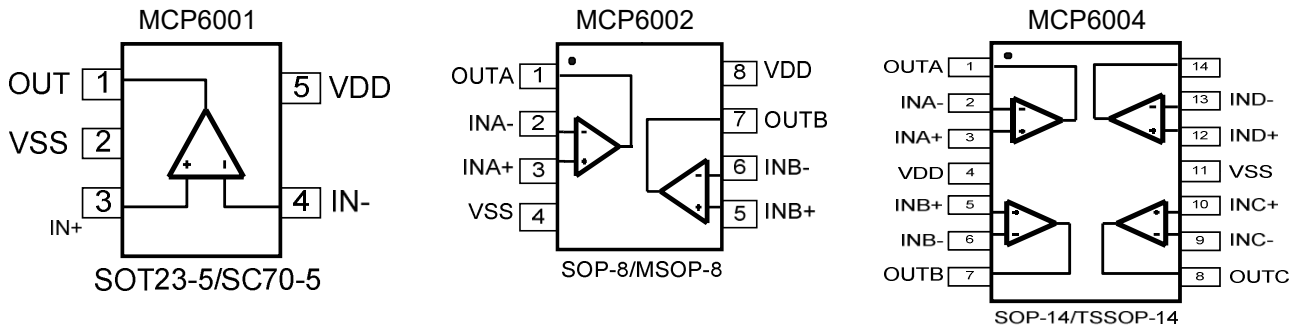 MCP6001
OUT 1
5 VDD
VSS 2
3
IN+
4 IN-
+ -
SOT23-5/SC70-5
MCP6002
OUTA 1
8 VDD
INA- 2
7 OUTB
INA+ 3
6 INB-
VSS 4
5 INB+
- +
- +
SOP-8/MSOP-8
MCP6004
OUTA 1
14
INA- 2
13 IND-
INA+ 3
12 IND+
VDD 4
11 VSS
INB+ 5
10 INC+
INB- 6
9 INC-
OUTB 7
8 OUTC
- +
- +
+ -
+ -
SOP-14/TSSOP-14